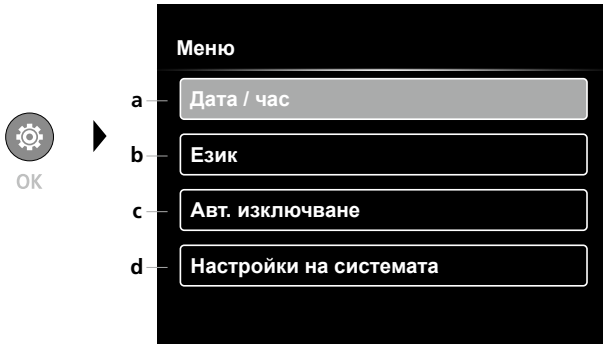 Меню
a
Дата / час
b
Език
OK
c
Авт. изключване
d
Настройки на системата